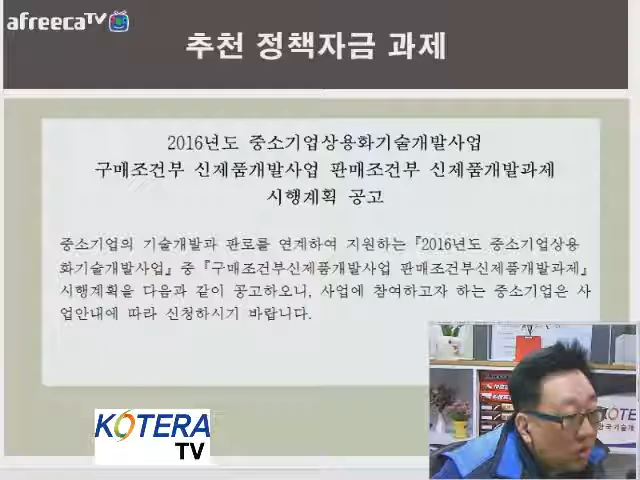 afreecaTV
추천 정책자금 과제
2016년도 중소기업상용화기술개발사업
구매조건부 신제품개발사업 판매조건부 신제품개발과제
시행계획 공고
중소기업의 기술개발과 판로를 연계하여 지원하는『2016년도 중소기업상용
화기술개발사업』중『구매조건부신제품개발사업 판매조건부신제품개발과제』
시행계획을 다음과 같이 공고하오니, 사업에 참여하고자 하는 중소기업은 사
업안내에 따라 신청하시기 바랍니다.
KOTERA
TV
KOTE
한국기술개